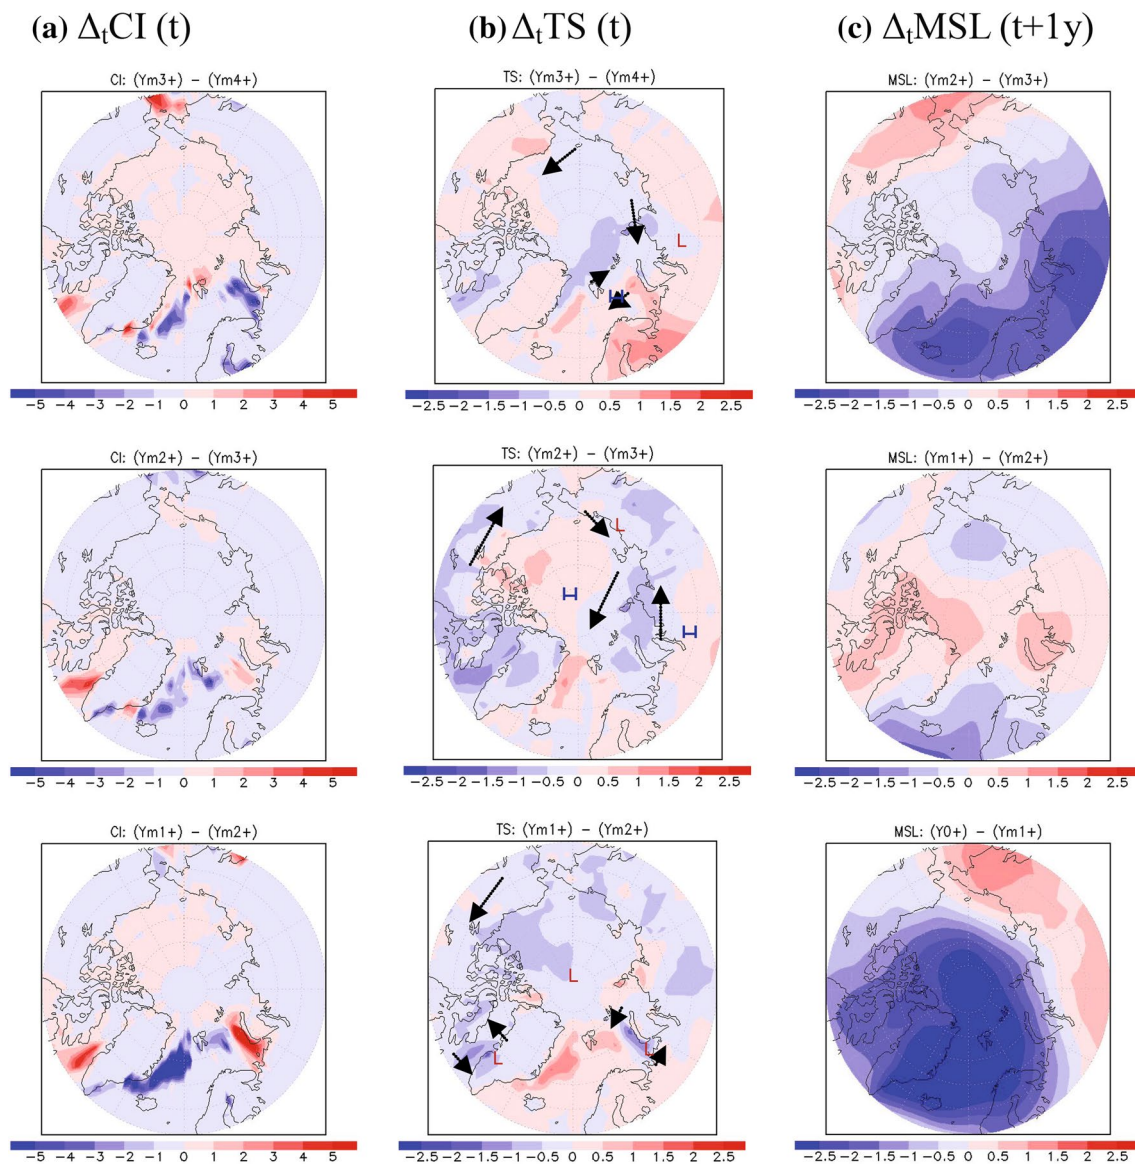 (a) ΔtCI (t) (b) ΔtTS (t) (c) ΔtMSL (t+1y)
CI: (Ym3+) − (Ym4+) TS: (Ym3+) − (Ym4+) MSL: (Ym2+) − (Ym3+)
L
H
−5 −4 −3 −2 −1 0 1 2 3 4 5 −2.5 −2 −1.5 −1 −0.5 0 0.5 1 1.5 2 2.5 −2.5 −2 −1.5 −1 −0.5 0 0.5 1 1.5 2 2.5
CI: (Ym2+) − (Ym3+) TS: (Ym2+) − (Ym3+) MSL: (Ym1+) − (Ym2+)
L
H
H
−5 −4 −3 −2 −1 0 1 2 3 4 5 −2.5 −2 −1.5 −1 −0.5 0 0.5 1 1.5 2 2.5 −2.5 −2 −1.5 −1 −0.5 0 0.5 1 1.5 2 2.5
CI: (Ym1+) − (Ym2+) TS: (Ym1+) − (Ym2+) MSL: (Y0+) − (Ym1+)
L
L
L
−5 −4 −3 −2 −1 0 1 2 3 4 5 −2.5 −2 −1.5 −1 −0.5 0 0.5 1 1.5 2 2.5 −2.5 −2 −1.5 −1 −0.5 0 0.5 1 1.5 2 2.5